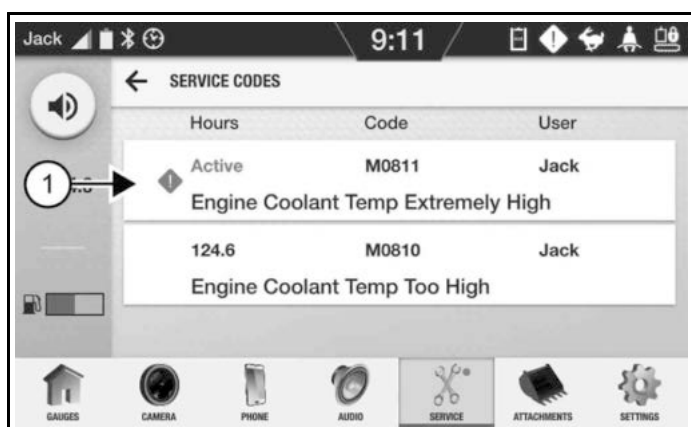 Jack 9:11
SERVICE CODES
Hours Code User
Active M0811 Jack
Engine Coolant Temp Extremely High
124.6 M0810 Jack
Engine Coolant Temp Too High
1
GAUGES CAMERA PHONE AUDIO SERVICE ATTACHMENTS SETTINGS